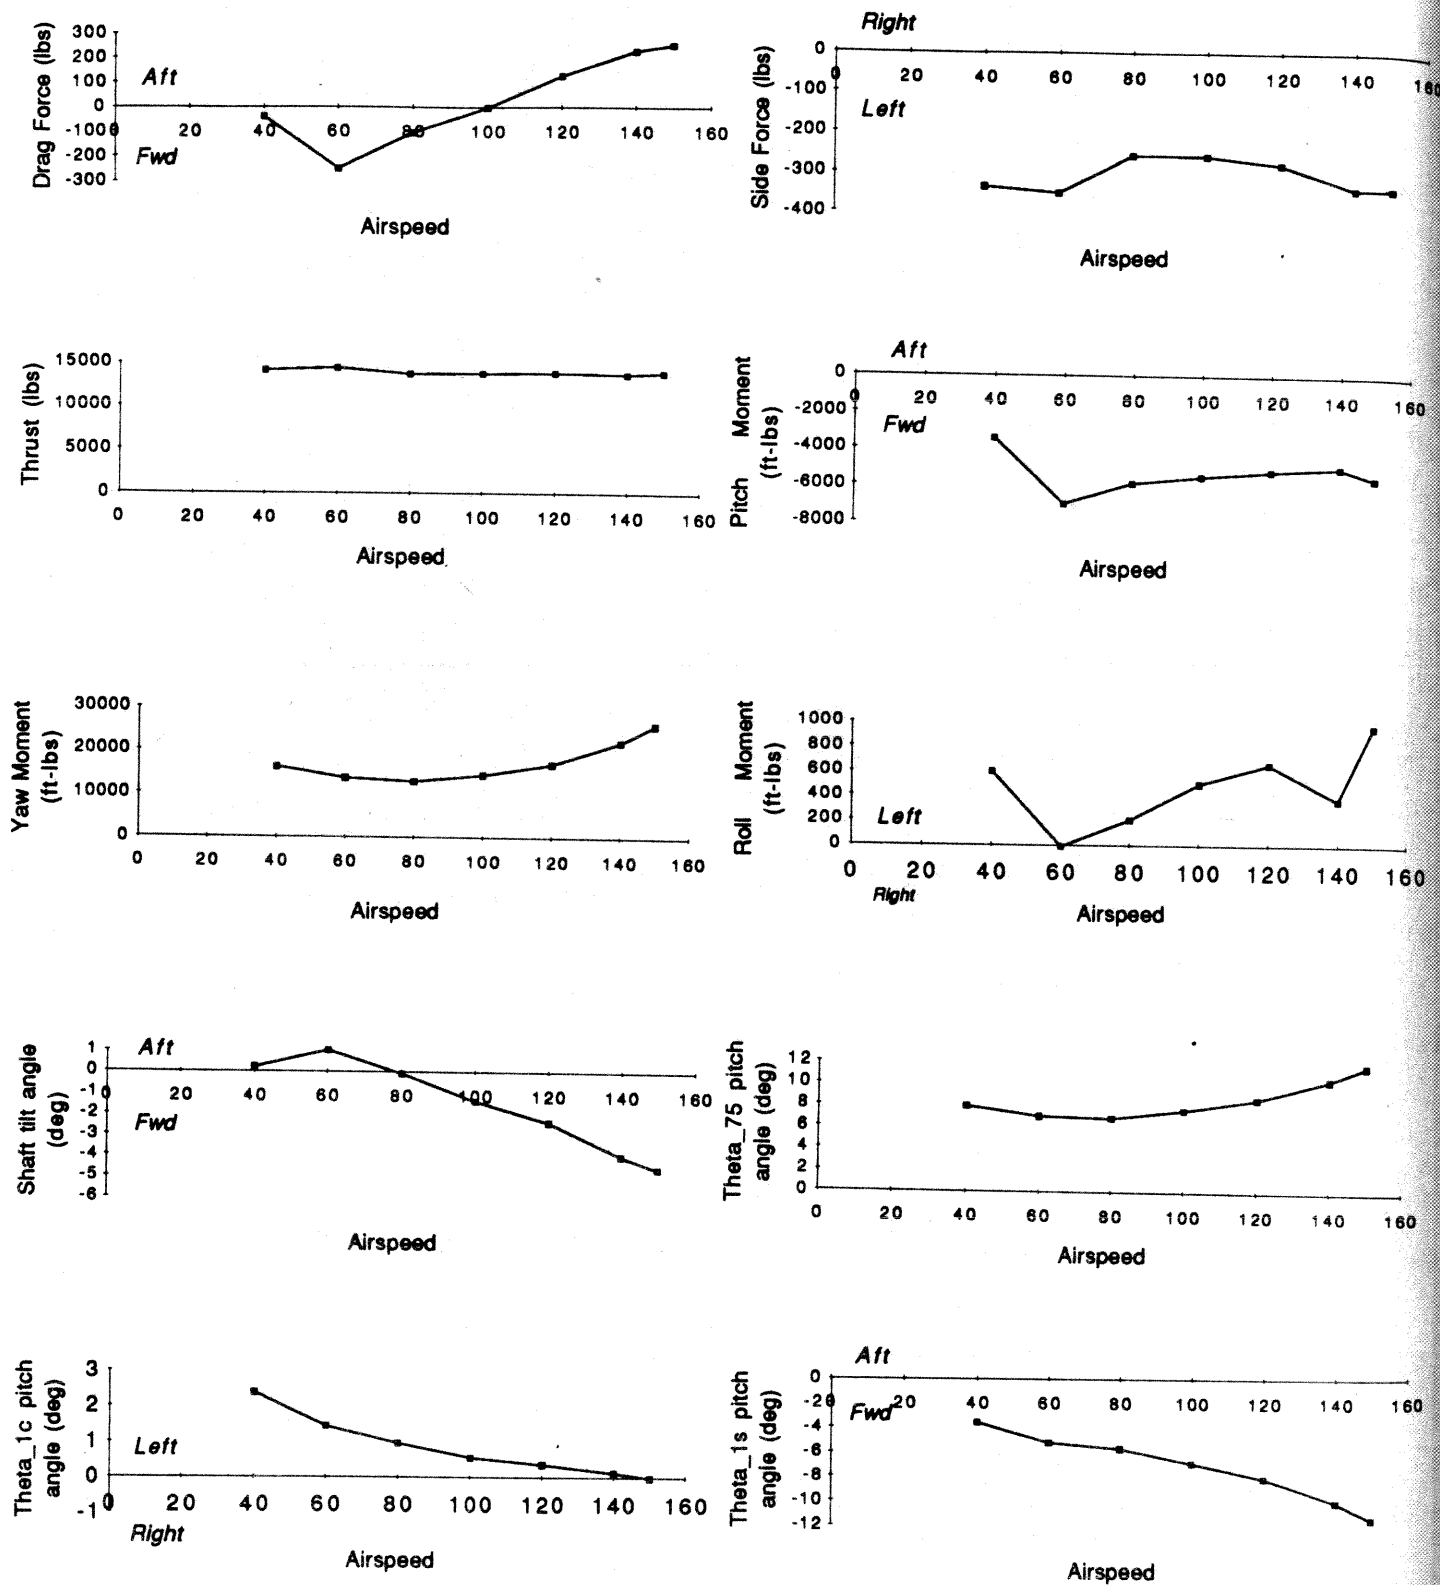 Drag Force (lbs)
300
200
100
0
-100
-200
-300
Aft
Fwd
0 20 40 60 80 100 120 140 160
Airspeed
Side Force (lbs)
Right
0
-100
-200
-300
-400
Left
0 20 40 60 80 100 120 140 160
Airspeed
Thrust (lbs)
15000
10000
5000
0
0 20 40 60 80 100 120 140 160
Airspeed
Pitch Moment
(ft-lbs)
Aft
0
-2000
-4000
-6000
-8000
Fwd
0 20 40 60 80 100 120 140 160
Airspeed
Yaw Moment
(ft-lbs)
30000
20000
10000
0
0 20 40 60 80 100 120 140 160
Airspeed
Roll Moment
(ft-lbs)
1000
800
600
400
200
0
Left
0 20 40 60 80 100 120 140 160
Right
Airspeed
Shaft tilt angle
(deg)
1
0
-1
-2
-3
-4
-5
-6
Aft
Fwd
0 20 40 60 80 100 120 140 160
Airspeed
Theta_75 pitch
angle (deg)
12
10
8
6
4
2
0
0 20 40 60 80 100 120 140 160
Airspeed
Theta_1c pitch
angle (deg)
3
2
1
0
-1
Left
0 20 40 60 80 100 120 140 160
Right
Airspeed
Theta_1s pitch
angle (deg)
Aft
0
-2
-4
-6
-8
-10
-12
Fwd
0 20 40 60 80 100 120 140 160
Airspeed